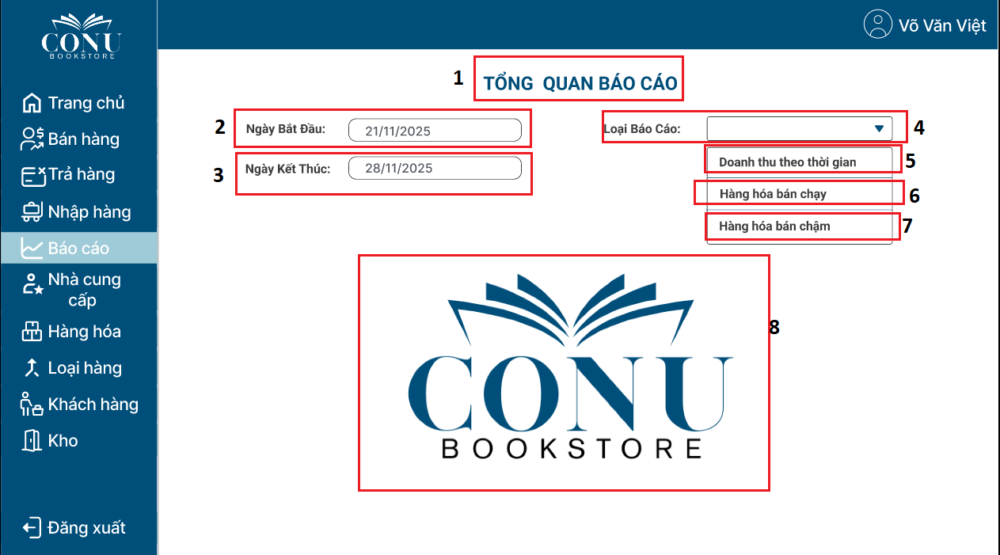 CONU
BOOKSTORE
Võ Văn Việt
Trang chủ
Bán hàng
Trả hàng
Nhập hàng
Báo cáo
Nhà cung
cấp
Hàng hóa
Loại hàng
Khách hàng
Kho
Đăng xuất
1 TỔNG QUAN BÁO CÁO
2 Ngày Bắt Đầu: 21/11/2025
3 Ngày Kết Thúc: 28/11/2025
Loại Báo Cáo: 4
Doanh thu theo thời gian 5
Hàng hóa bán chạy 6
Hàng hóa bán chậm 7
8
CONU
BOOKSTORE